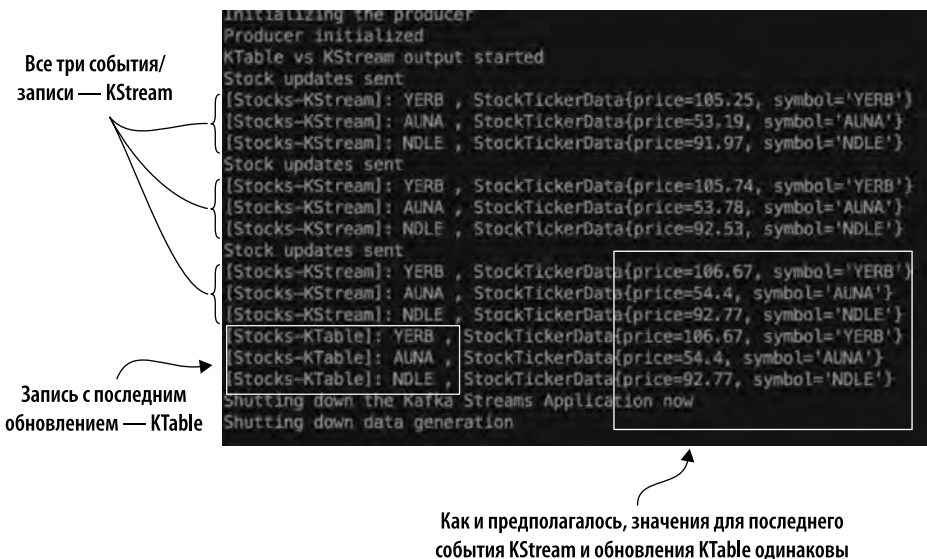 Initializing the producer
Producer initialized
KTable vs KStream output started
Stock updates sent
[Stocks-KStream]: YERB , StockTickerData{price=105.25, symbol='YERB'}
[Stocks-KStream]: AUNA , StockTickerData{price=53.19, symbol='AUNA'}
[Stocks-KStream]: NDLE , StockTickerData{price=91.97, symbol='NDLE'}
Stock updates sent
[Stocks-KStream]: YERB , StockTickerData{price=105.74, symbol='YERB'}
[Stocks-KStream]: AUNA , StockTickerData{price=53.78, symbol='AUNA'}
[Stocks-KStream]: NDLE , StockTickerData{price=92.53, symbol='NDLE'}
Stock updates sent
[Stocks-KStream]: YERB , StockTickerData{price=106.67, symbol='YERB'}
[Stocks-KStream]: AUNA , StockTickerData{price=54.4, symbol='AUNA'}
[Stocks-KStream]: NDLE , StockTickerData{price=92.77, symbol='NDLE'}
[Stocks-KTable]: YERB , StockTickerData{price=106.67, symbol='YERB'}
[Stocks-KTable]: AUNA , StockTickerData{price=54.4, symbol='AUNA'}
[Stocks-KTable]: NDLE , StockTickerData{price=92.77, symbol='NDLE'}
Shutting down the Kafka Streams Application now
Shutting down data generation
Все три события/
записи — KStream
Запись с последним
обновлением — KTable
Как и предполагалось, значения для последнего
события KStream и обновления KTable одинаковы